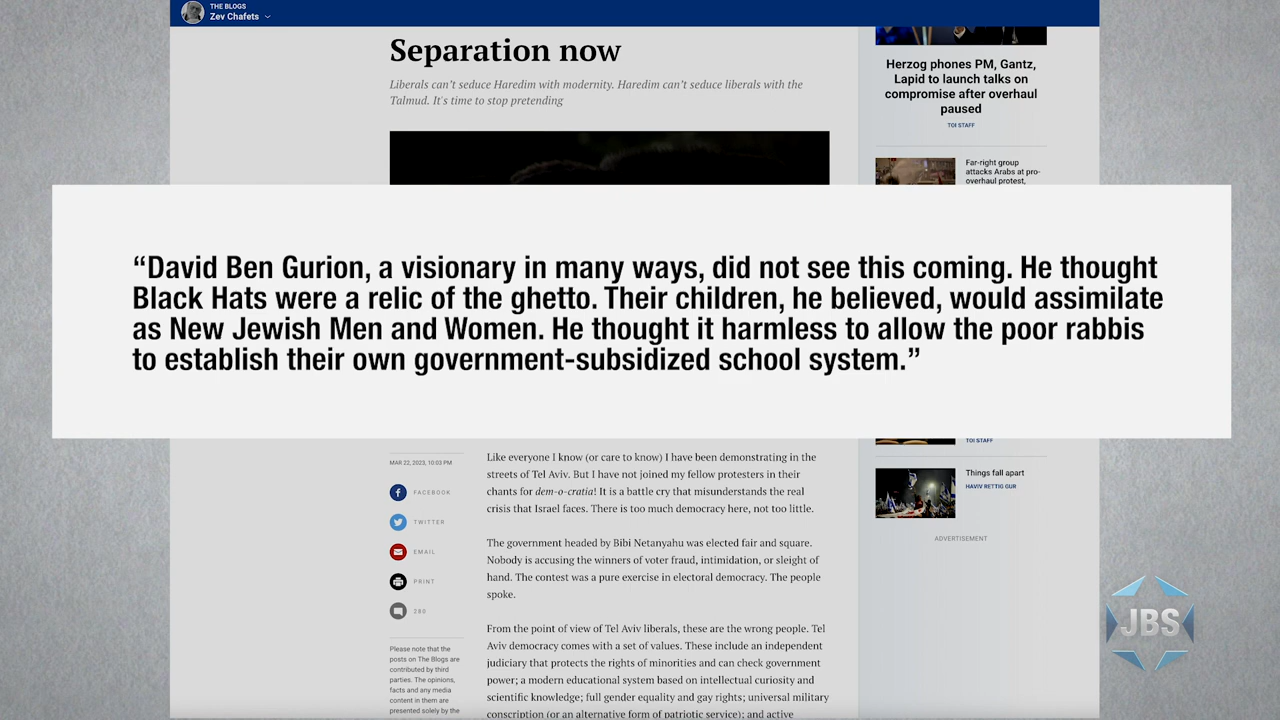 THE BLOGS
Zev Chafets
Separation now
Liberals can't seduce Haredim with modernity. Haredim can't seduce liberals with the
Talmud. It's time to stop pretending
Herzog phones PM, Gantz,
Lapid to launch talks on
compromise after overhaul
paused
TOI STAFF
Far-right group
attacks Arabs at pro-
overhaul protest,
“David Ben Gurion, a visionary in many ways, did not see this coming. He thought
Black Hats were a relic of the ghetto. Their children, he believed, would assimilate
as New Jewish Men and Women. He thought it harmless to allow the poor rabbis
to establish their own government-subsidized school system.”
TOI STAFF
Things fall apart
HAVIV RETTIG GUR
ADVERTISEMENT
MAR 22, 2023, 10:03 PM
FACEBOOK
TWITTER
EMAIL
PRINT
280
Please note that the
posts on The Blogs are
contributed by third
parties. The opinions,
facts and any media
content in them are
presented solely by the
Like everyone I know (or care to know) I have been demonstrating in the
streets of Tel Aviv. But I have not joined my fellow protesters in their
chants for dem-o-cratia! It is a battle cry that misunderstands the real
crisis that Israel faces. There is too much democracy here, not too little.
The government headed by Bibi Netanyahu was elected fair and square.
Nobody is accusing the winners of voter fraud, intimidation, or sleight of
hand. The contest was a pure exercise in electoral democracy. The people
spoke.
From the point of view of Tel Aviv liberals, these are the wrong people. Tel
Aviv democracy comes with a set of values. These include an independent
judiciary that protects the rights of minorities and can check government
power; a modern educational system based on intellectual curiosity and
scientific knowledge; full gender equality and gay rights; universal military
conscription (or an alternative form of patriotic service); and active
JBS